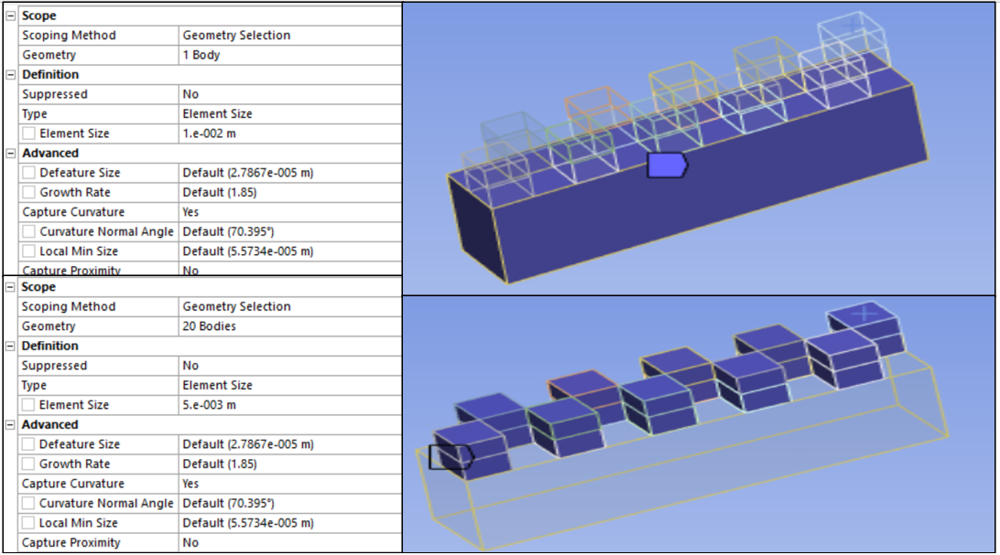 Scope
Scoping Method Geometry Selection
Geometry 1 Body
Definition
Suppressed No
Type Element Size
Element Size 1.e-002 m
Advanced
Defeature Size Default (2.7867e-005 m)
Growth Rate Default (1.85)
Capture Curvature Yes
Curvature Normal Angle Default (70.395°)
Local Min Size Default (5.5734e-005 m)
Capture Proximity No
Scope
Scoping Method Geometry Selection
Geometry 20 Bodies
Definition
Suppressed No
Type Element Size
Element Size 5.e-003 m
Advanced
Defeature Size Default (2.7867e-005 m)
Growth Rate Default (1.85)
Capture Curvature Yes
Curvature Normal Angle Default (70.395°)
Local Min Size Default (5.5734e-005 m)
Capture Proximity No